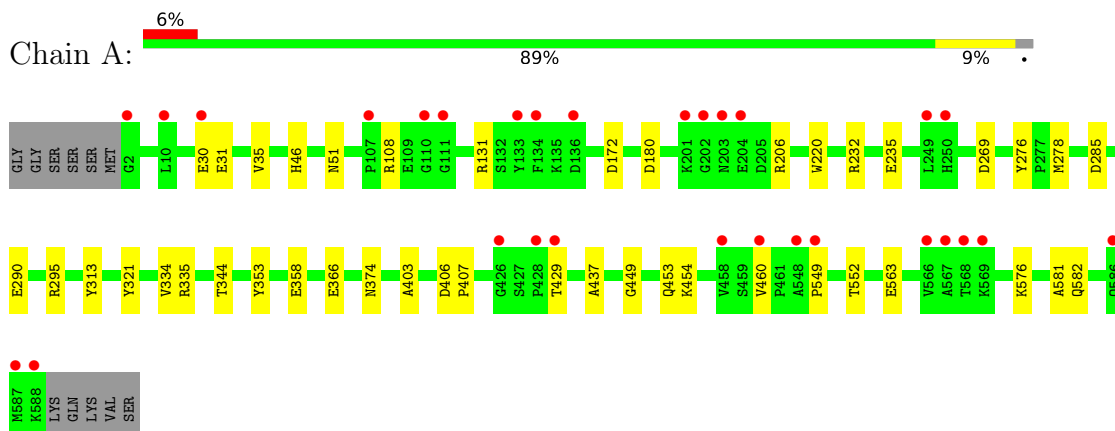 6%
Chain A:
89% 9% •
GLY GLY SER SER SER MET G2 L10 E30 E31 V35 H46 N51 P107 R108 E109 G110 G111 R131 S132 Y133 F134 K135 D136 D172 D180 K201 G202 N203 E204 D205 R206 W220 R232 E235 L249 H250 D269 Y276 P277 M278 D285
E290 R295 Y313 Y321 V334 R335 T344 Y353 E358 E366 N374 A403 D406 P407 G426 S427 P428 T429 A437 G449 Q453 K454 V458 S459 V460 P461 A548 P549 T552 E563 V566 A567 T568 K569 K576 A581 Q582
M587 K588 LYS GLN LYS VAL SER